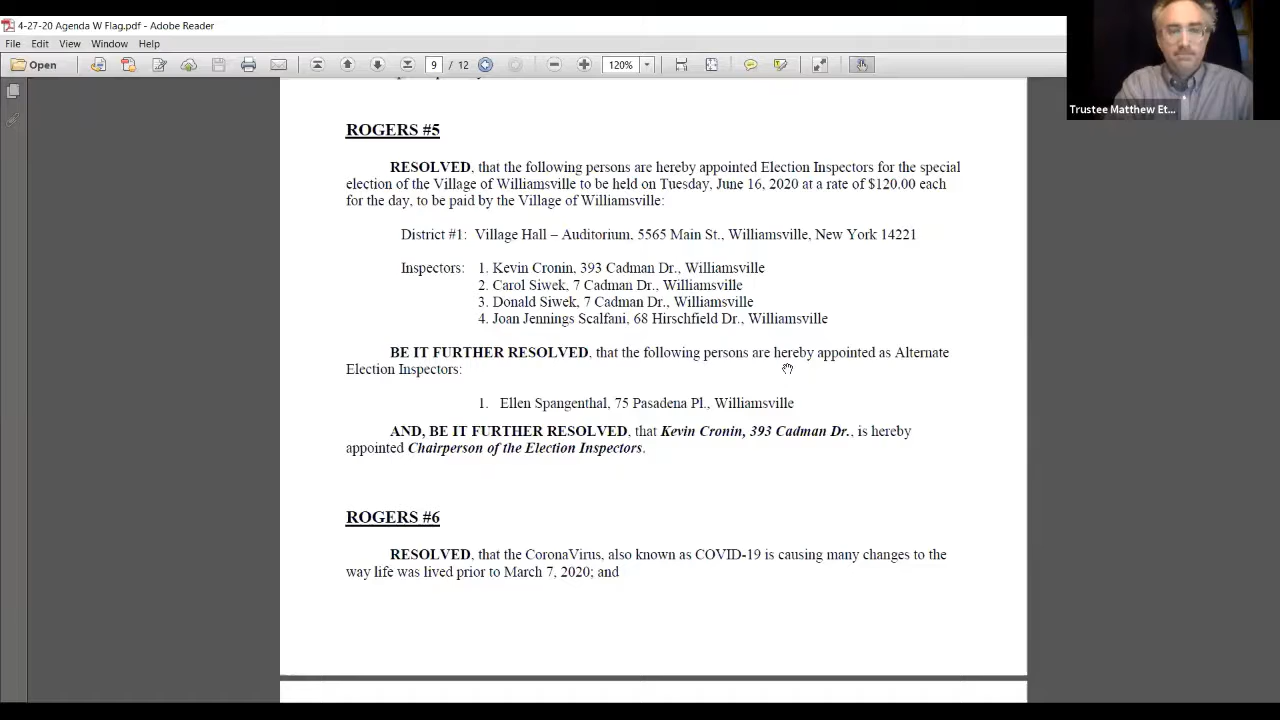 4-27-20 Agenda W Flag.pdf - Adobe Reader
File Edit View Window Help
Open 9 / 12 120%
ROGERS #5
RESOLVED, that the following persons are hereby appointed Election Inspectors for the special
election of the Village of Williamsville to be held on Tuesday, June 16, 2020 at a rate of $120.00 each
for the day, to be paid by the Village of Williamsville:
District #1: Village Hall – Auditorium, 5565 Main St., Williamsville, New York 14221
Inspectors: 1. Kevin Cronin, 393 Cadman Dr., Williamsville
2. Carol Siwek, 7 Cadman Dr., Williamsville
3. Donald Siwek, 7 Cadman Dr., Williamsville
4. Joan Jennings Scalfani, 68 Hirschfield Dr., Williamsville
BE IT FURTHER RESOLVED, that the following persons are hereby appointed as Alternate
Election Inspectors:
1. Ellen Spangenthal, 75 Pasadena Pl., Williamsville
AND, BE IT FURTHER RESOLVED, that Kevin Cronin, 393 Cadman Dr., is hereby
appointed Chairperson of the Election Inspectors.
ROGERS #6
RESOLVED, that the CoronaVirus, also known as COVID-19 is causing many changes to the
way life was lived prior to March 7, 2020; and
Trustee Matthew Et...